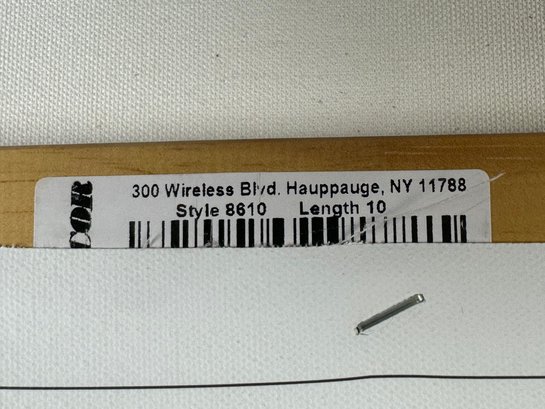 300 Wireless Blvd. Hauppauge, NY 11788
Style 8610 Length 10